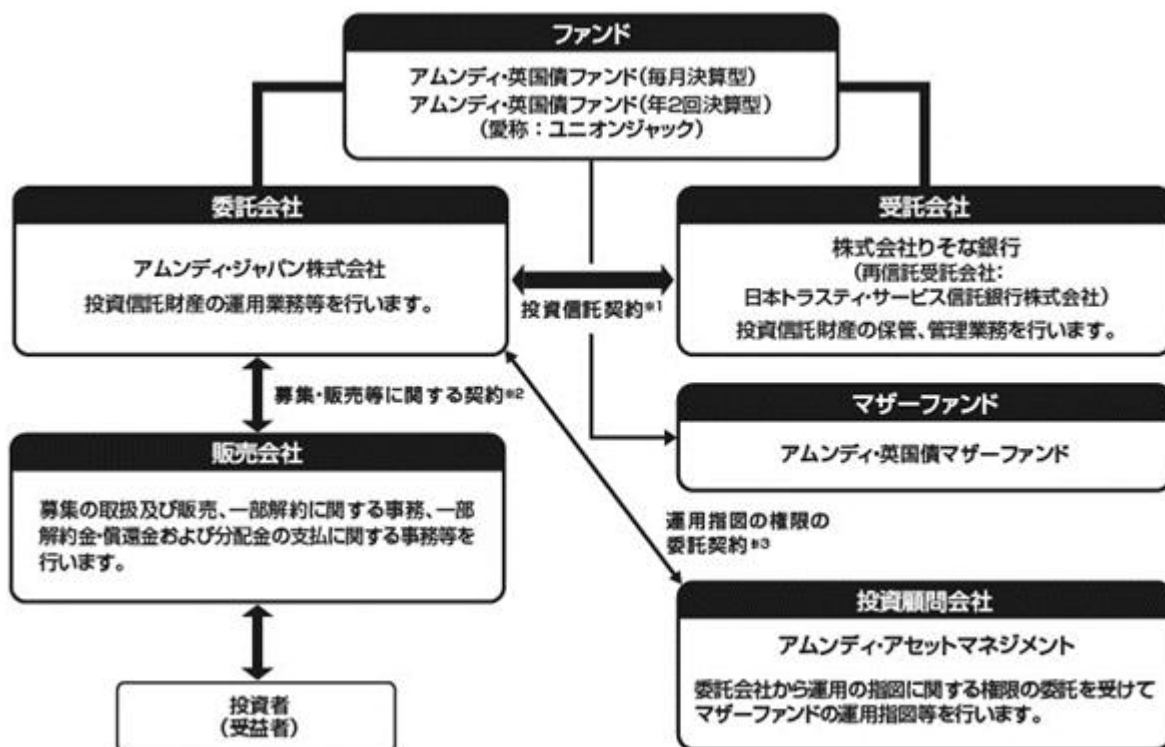 ファンド
アムンディ・英国債ファンド(毎月決算型)
アムンディ・英国債ファンド(年2回決算型)
(愛称：ユニオンジャック)
委託会社
アムンディ・ジャパン株式会社
投資信託財産の運用業務等を行います。
投資信託契約※1
受託会社
株式会社りそな銀行
(再信託受託会社：
日本トラスティ・サービス信託銀行株式会社)
投資信託財産の保管、管理業務を行います。
募集・販売等に関する契約※2
マザーファンド
アムンディ・英国債マザーファンド
販売会社
募集の取扱及び販売、一部解約に関する事務、一部
解約金・償還金および分配金の支払に関する事務等を
行います。
運用指図の権限の
委託契約※3
投資顧問会社
アムンディ・アセットマネジメント
委託会社から運用の指図に関する権限の委託を受けて
マザーファンドの運用指図等を行います。
投資者
(受益者)